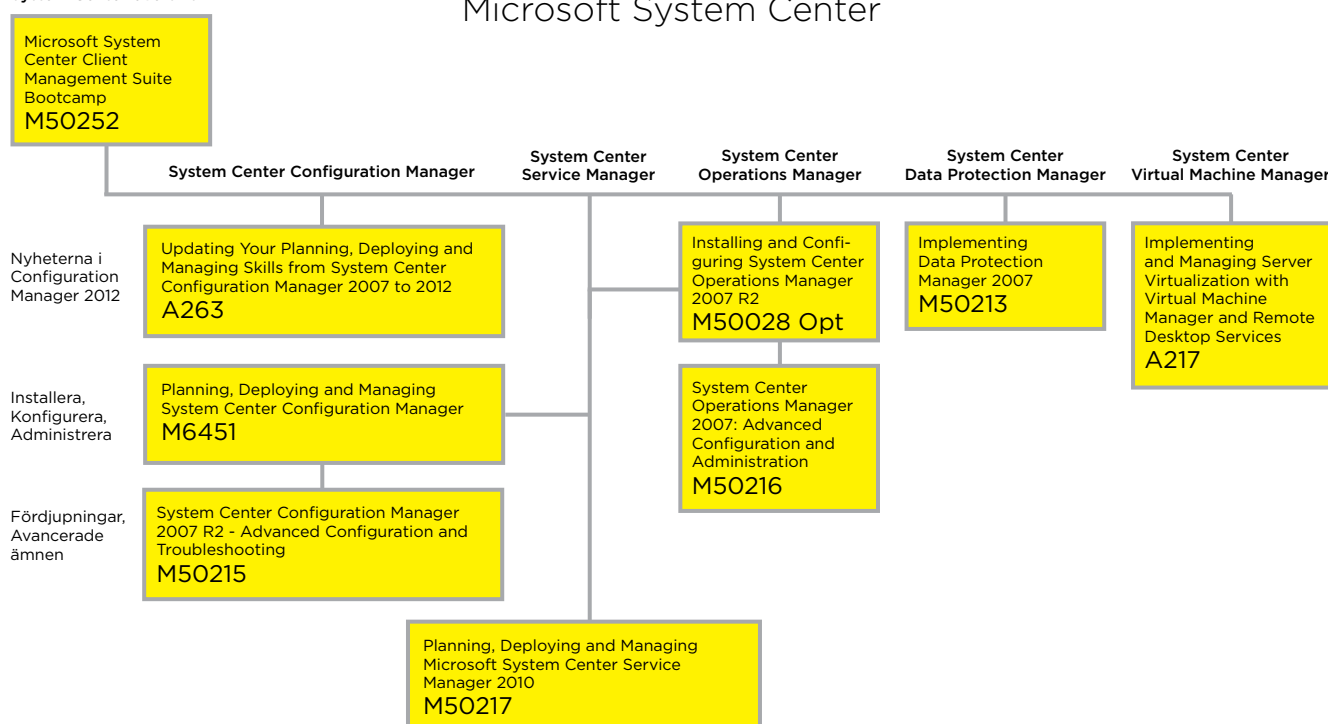 Microsoft System Center
Microsoft System
Center Client
Management Suite
Bootcamp
M50252
System Center Configuration Manager
System Center
Service Manager
System Center
Operations Manager
System Center
Data Protection Manager
System Center
Virtual Machine Manager
Nyheterna i
Configuration
Manager 2012
Updating Your Planning, Deploying and
Managing Skills from System Center
Configuration Manager 2007 to 2012
A263
Installing and Confi-
guring System Center
Operations Manager
2007 R2
M50028 Opt
Implementing
Data Protection
Manager 2007
M50213
Implementing
and Managing Server
Virtualization with
Virtual Machine
Manager and Remote
Desktop Services
A217
Installera,
Konfigurera,
Administrera
Planning, Deploying and Managing
System Center Configuration Manager
M6451
System Center
Operations Manager
2007: Advanced
Configuration and
Administration
M50216
Fördjupningar,
Avancerade
ämnen
System Center Configuration Manager
2007 R2 - Advanced Configuration and
Troubleshooting
M50215
Planning, Deploying and Managing
Microsoft System Center Service
Manager 2010
M50217